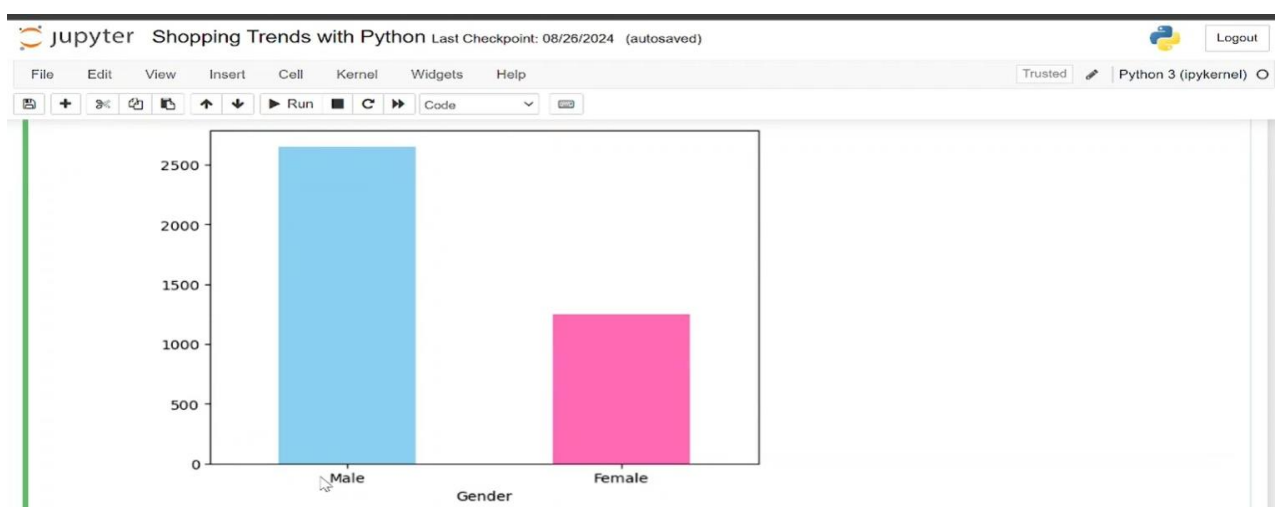 jupyter Shopping Trends with Python Last Checkpoint: 08/26/2024 (autosaved) Logout
File Edit View Insert Cell Kernel Widgets Help Trusted Python 3 (ipykernel)
Run Code
2500
2000
1500
1000
500
0
Male Female
Gender